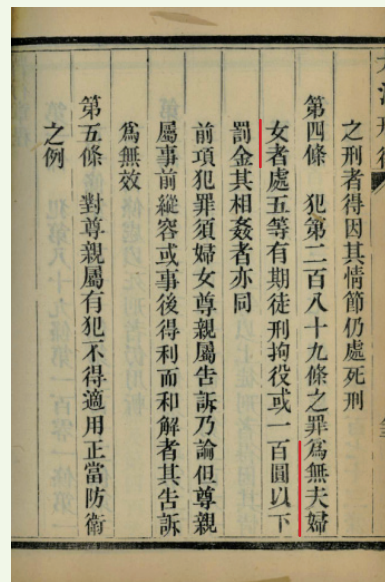 大清刑律
之刑者得因其情節仍處死刑
第四條　犯第二百八十九條之罪爲無夫婦
女者處五等有期徒刑拘役或一百圓以下
罰金其相姦者亦同
前項犯罪須婦女尊親屬告訴乃論但尊親
屬事前縱容或事後得利而和解者其告訴
爲無效
第五條　對尊親屬有犯不得適用正當防衛
之例